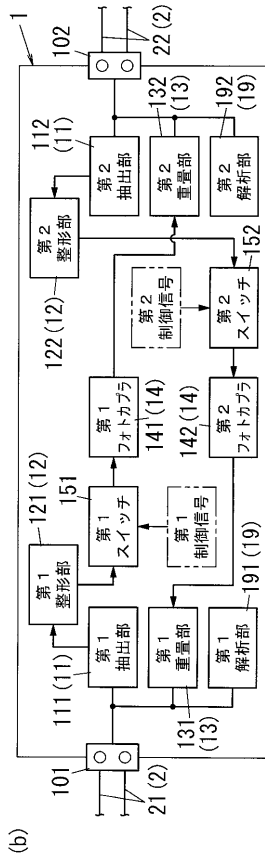 (b)
1
101
21(2)
121(12)
第1
整形部
111(11)
第1
抽出部
131
(13)
第1
重畳部
191(19)
第1
解析部
151
第1
スイッチ
第1
制御信号
141(14)
第1
フォトカプラ
142(14)
第2
フォトカプラ
第2
制御信号
152
第2
スイッチ
122(12)
第2
整形部
112
(11)
第2
抽出部
132
(13)
第2
重畳部
192
(19)
第2
解析部
102
22(2)